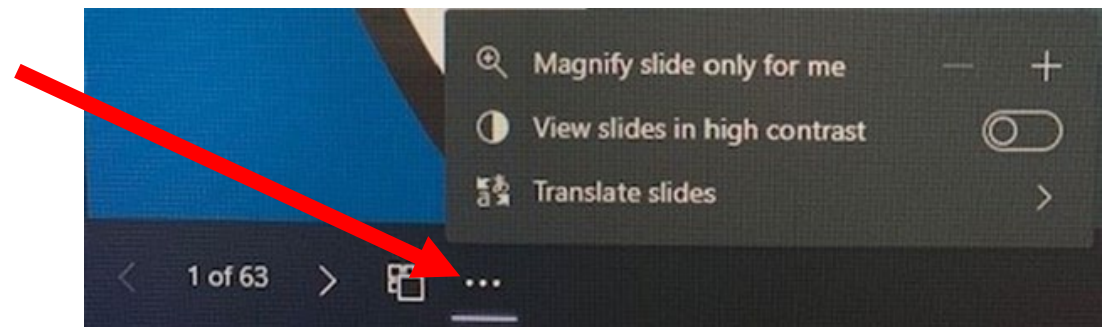 Magnify slide only for me
View slides in high contrast
Translate slides
1 of 63